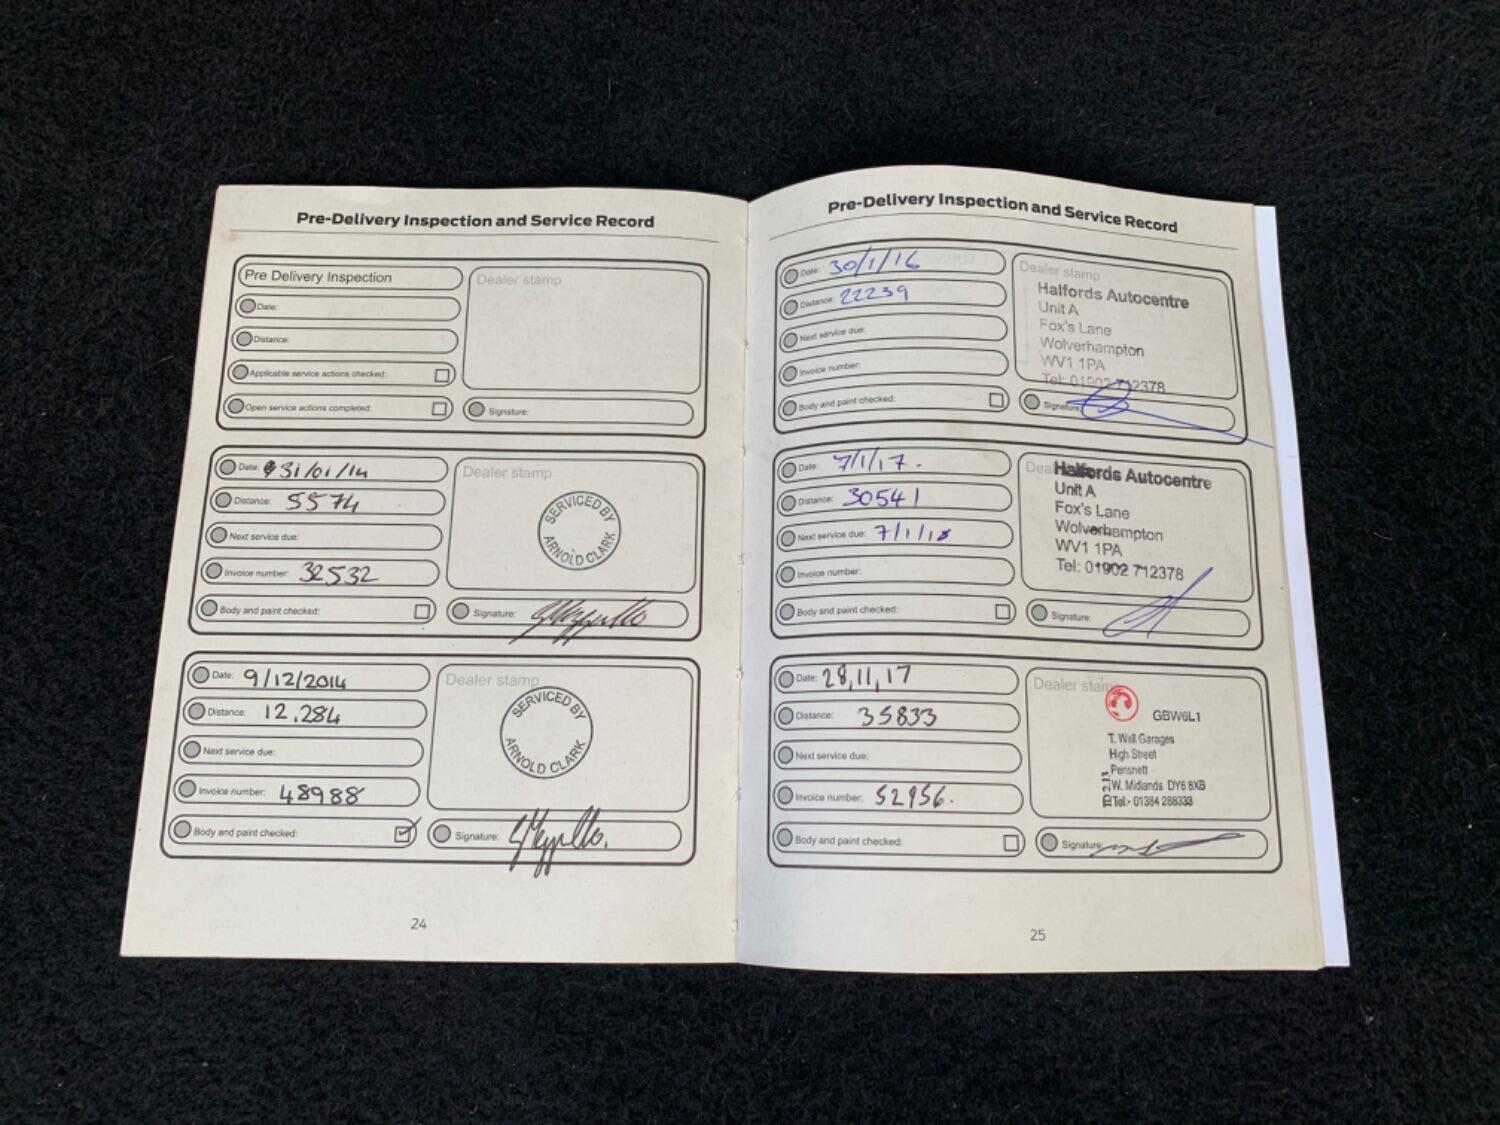 Pre-Delivery Inspection and Service Record
Pre Delivery Inspection
Dealer stamp
Date:
Distance:
Applicable service actions checked:
Open service actions completed:
Signature:
Date: 31/01/14
Dealer stamp
Distance: 5574
SERVICED BY
ARNOLD CLARK
Next service due:
Invoice number: 32532
Body and paint checked:
Signature:
Date: 9/12/2014
Dealer stamp
Distance: 12,284
SERVICED BY
ARNOLD CLARK
Next service due:
Invoice number: 48988
Body and paint checked:
Signature:
24
Pre-Delivery Inspection and Service Record
Date: 30/1/16
Dealer stamp
Distance: 22239
Halfords Autocentre
Unit A
Fox's Lane
Wolverhampton
WV1 1PA
Tel: 01902 712378
Next service due:
Invoice number:
Body and paint checked:
Signature:
Date: 7/1/17.
Distance: 30541
Halfords Autocentre
Unit A
Fox's Lane
Wolverhampton
WV1 1PA
Tel: 01902 712378
Next service due: 7/1/18
Invoice number:
Body and paint checked:
Signature:
Date: 28,11,17
Dealer stamp
Distance: 35833
GBW6L1
T. Wall Garages
High Street
Pensnett
W. Midlands DY6 8XB
Tel:- 01384 288333
Next service due:
Invoice number: 52956.
Body and paint checked:
Signature:
25